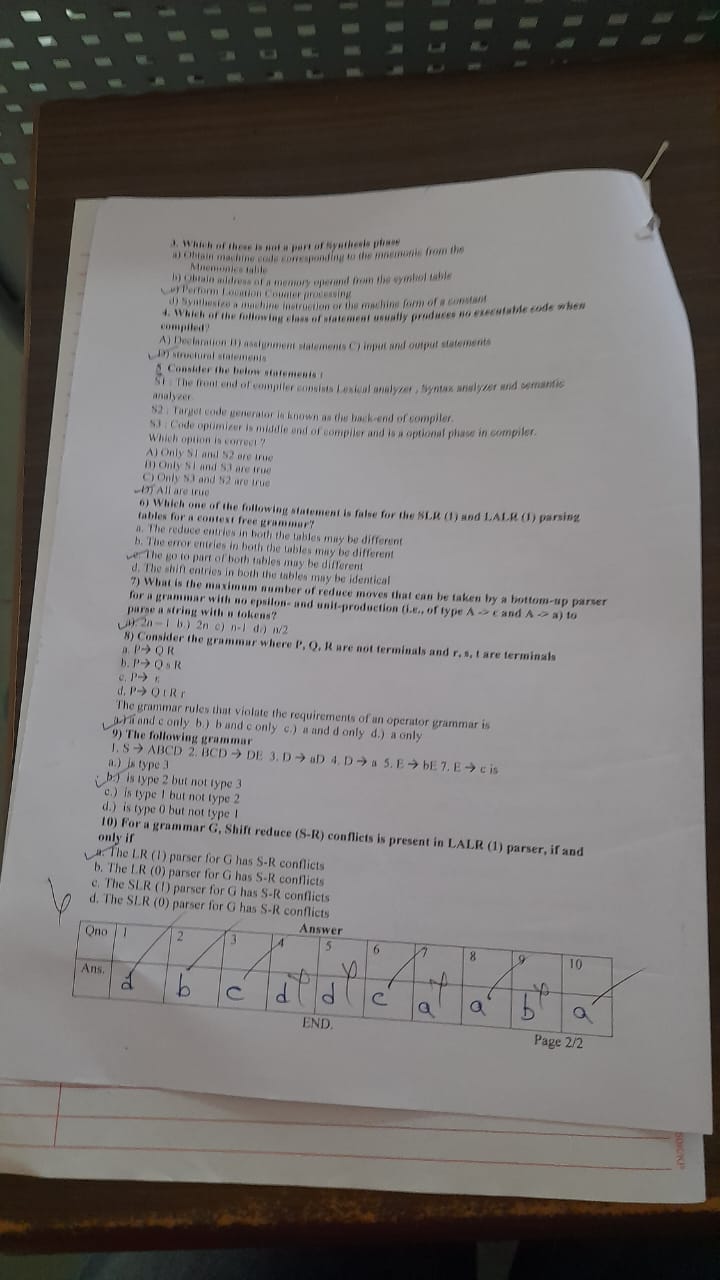 3. Which of these is not a part of Synthesis phase
a) Obtain machine code corresponding to the mnemonic from the
Mnemonics table
b) Obtain address of a memory operand from the symbol table
c) Perform Location Counter processing
d) Synthesize a machine instruction or the machine form of a constant
4. Which of the following class of statement usually produces no executable code when
compiled?
A) Declaration B) assignment statements C) input and output statements
D) structural statements
5. Consider the below statements :
S1 : The front end of compiler consists Lexical analyzer , Syntax analyzer and semantic
analyzer.
S2 : Target code generator is known as the back-end of compiler.
S3 : Code optimizer is middle end of compiler and is a optional phase in compiler.
Which option is correct ?
A) Only S1 and S2 are true
B) Only S1 and S3 are true
C) Only S3 and S2 are true
D) All are true
6) Which one of the following statement is false for the SLR (1) and LALR (1) parsing
tables for a context free grammar?
a. The reduce entries in both the tables may be different
b. The error entries in both the tables may be different
c. The go to part of both tables may be different
d. The shift entries in both the tables may be identical
7) What is the maximum number of reduce moves that can be taken by a bottom-up parser
for a grammar with no epsilon- and unit-production (i.e., of type A -> є and A -> a) to
parse a string with n tokens?
a). 2n – 1 b.) 2n c) n-1 d.) n/2
8) Consider the grammar where P, Q, R are not terminals and r, s, t are terminals
a. P→ Q R
b. P→ Q s R
c. P→ ε
d. P→ Q t R r
The grammar rules that violate the requirements of an operator grammar is
a.) a and c only b.) b and c only c.) a and d only d.) a only
9) The following grammar
1. S → ABCD 2. BCD → DE 3. D → aD 4. D → a 5. E → bE 7. E → c is
a.) is type 3
b.) is type 2 but not type 3
c.) is type 1 but not type 2
d.) is type 0 but not type 1
10) For a grammar G, Shift reduce (S-R) conflicts is present in LALR (1) parser, if and
only if
a. The LR (1) parser for G has S-R conflicts
b. The LR (0) parser for G has S-R conflicts
c. The SLR (1) parser for G has S-R conflicts
d. The SLR (0) parser for G has S-R conflicts
Answer
Qno 1 2 3 4 5 6 7 8 9 10
Ans. d b c d d c a a b a
END.
Page 2/2